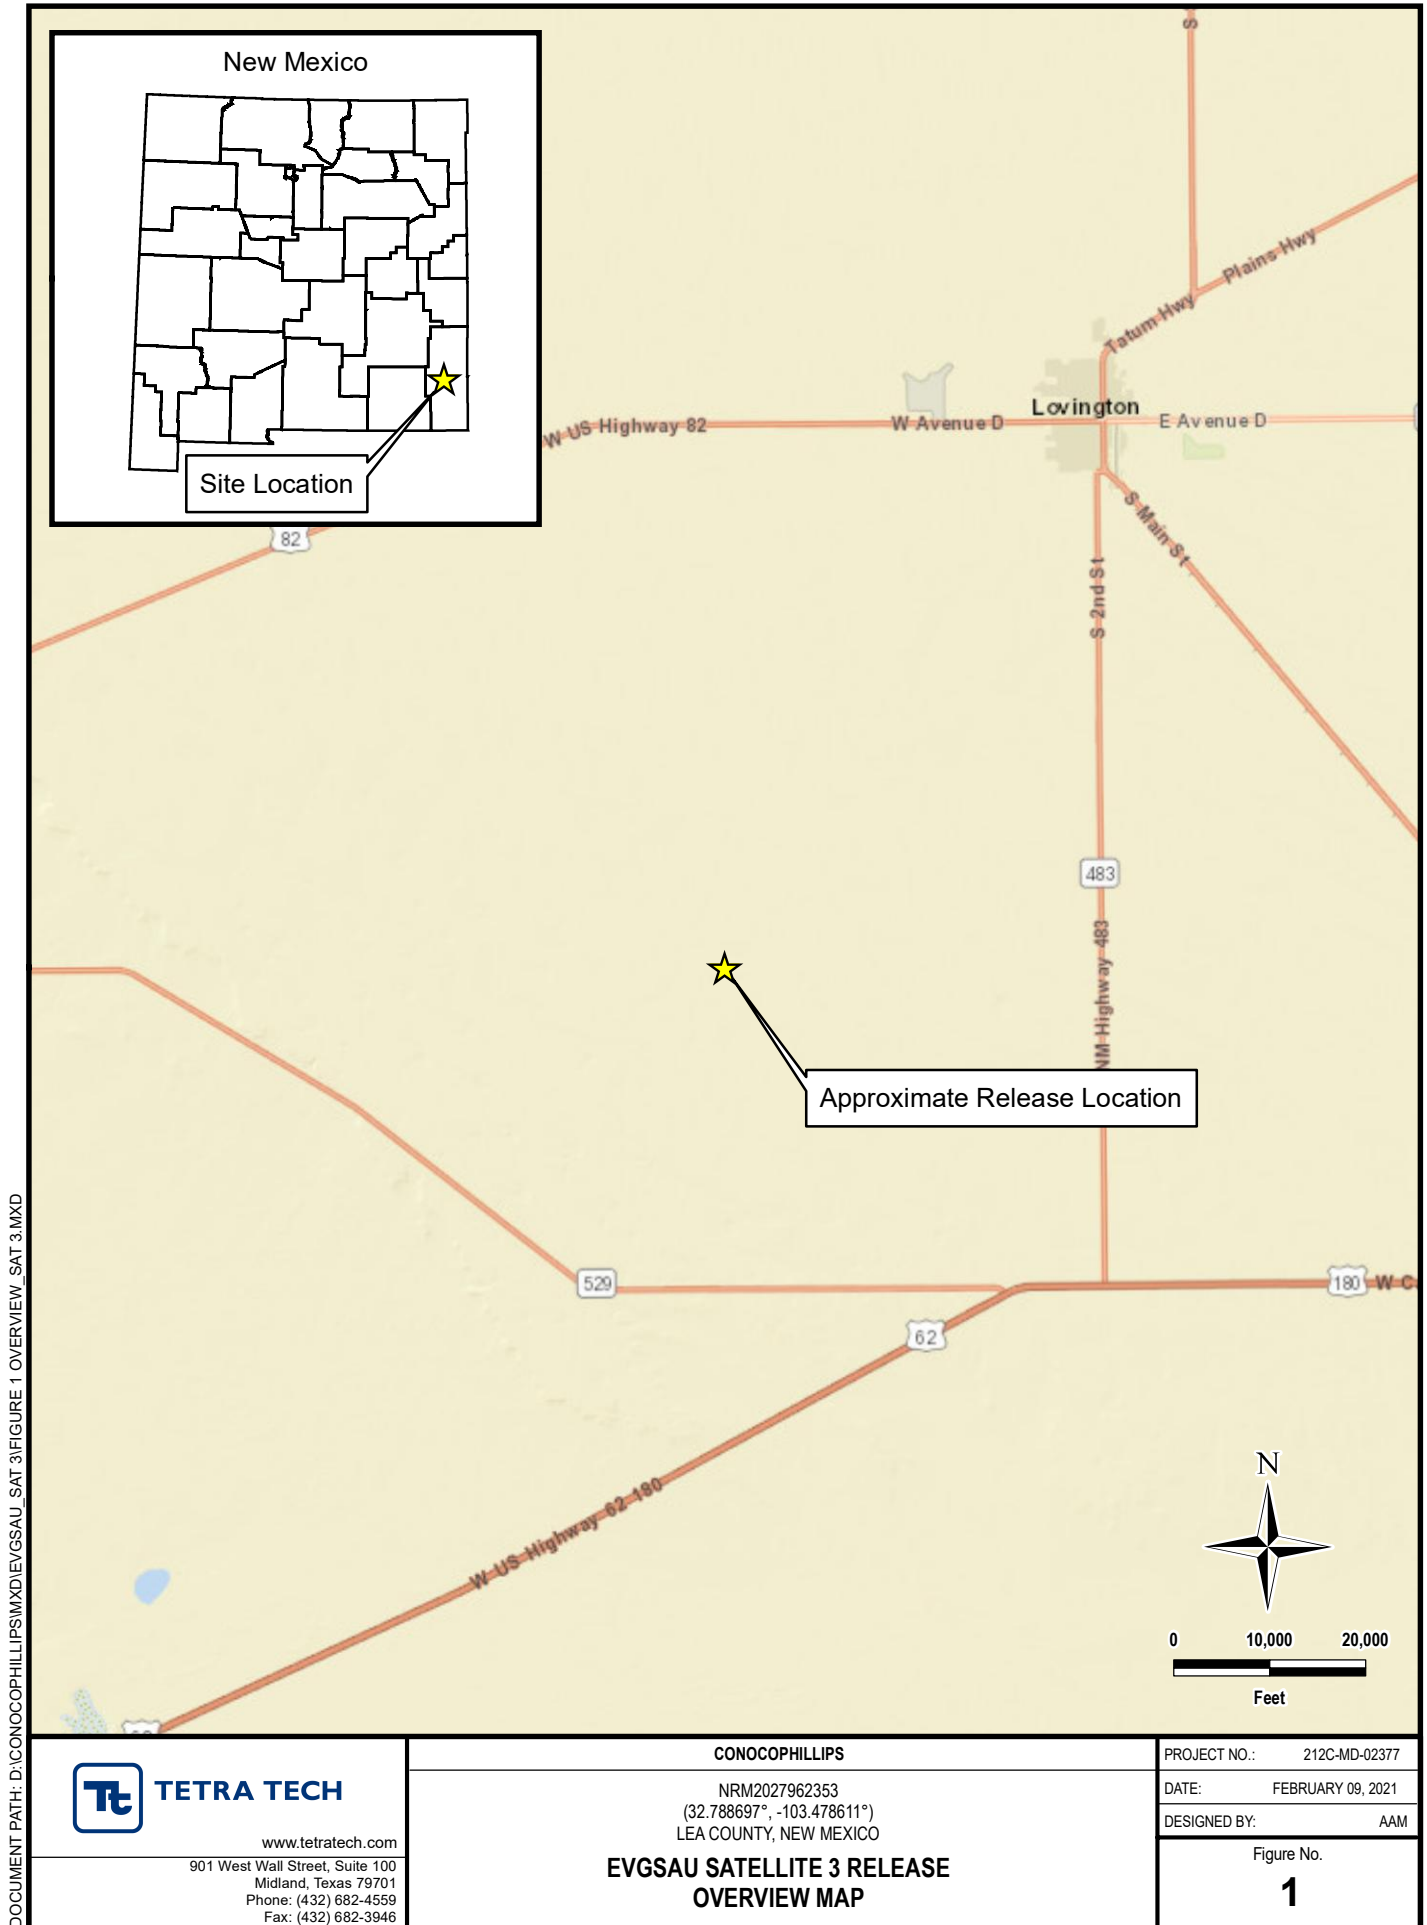 New Mexico
Site Location
S
Plains Hwy
Tatum Hwy
Lovington
W US Highway 82
W Avenue D
E Avenue D
82
S Main St
S 2nd St
483
NM Highway 483
Approximate Release Location
529
180
W C
62
W US Highway 62 180
N
0 10,000 20,000
Feet
DOCUMENT PATH: D:\CONOCOPHILLIPS\MXD\EVGSAU_SAT 3\FIGURE 1 OVERVIEW_SAT 3.MXD
Tt TETRA TECH
www.tetratech.com
901 West Wall Street, Suite 100
Midland, Texas 79701
Phone: (432) 682-4559
Fax: (432) 682-3946
CONOCOPHILLIPS
NRM2027962353
(32.788697°, -103.478611°)
LEA COUNTY, NEW MEXICO
EVGSAU SATELLITE 3 RELEASE
OVERVIEW MAP
PROJECT NO.: 212C-MD-02377
DATE: FEBRUARY 09, 2021
DESIGNED BY: AAM
Figure No.
1